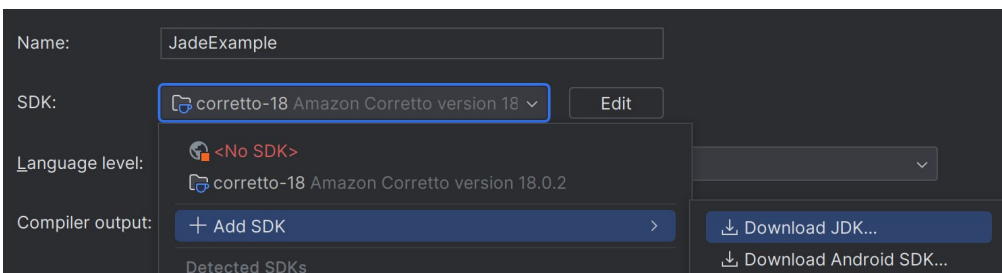 Name: JadeExample
SDK: corretto-18 Amazon Corretto version 18 Edit
<No SDK>
Language level:
corretto-18 Amazon Corretto version 18.0.2
Compiler output:
Add SDK
Download JDK...
Detected SDKs
Download Android SDK...